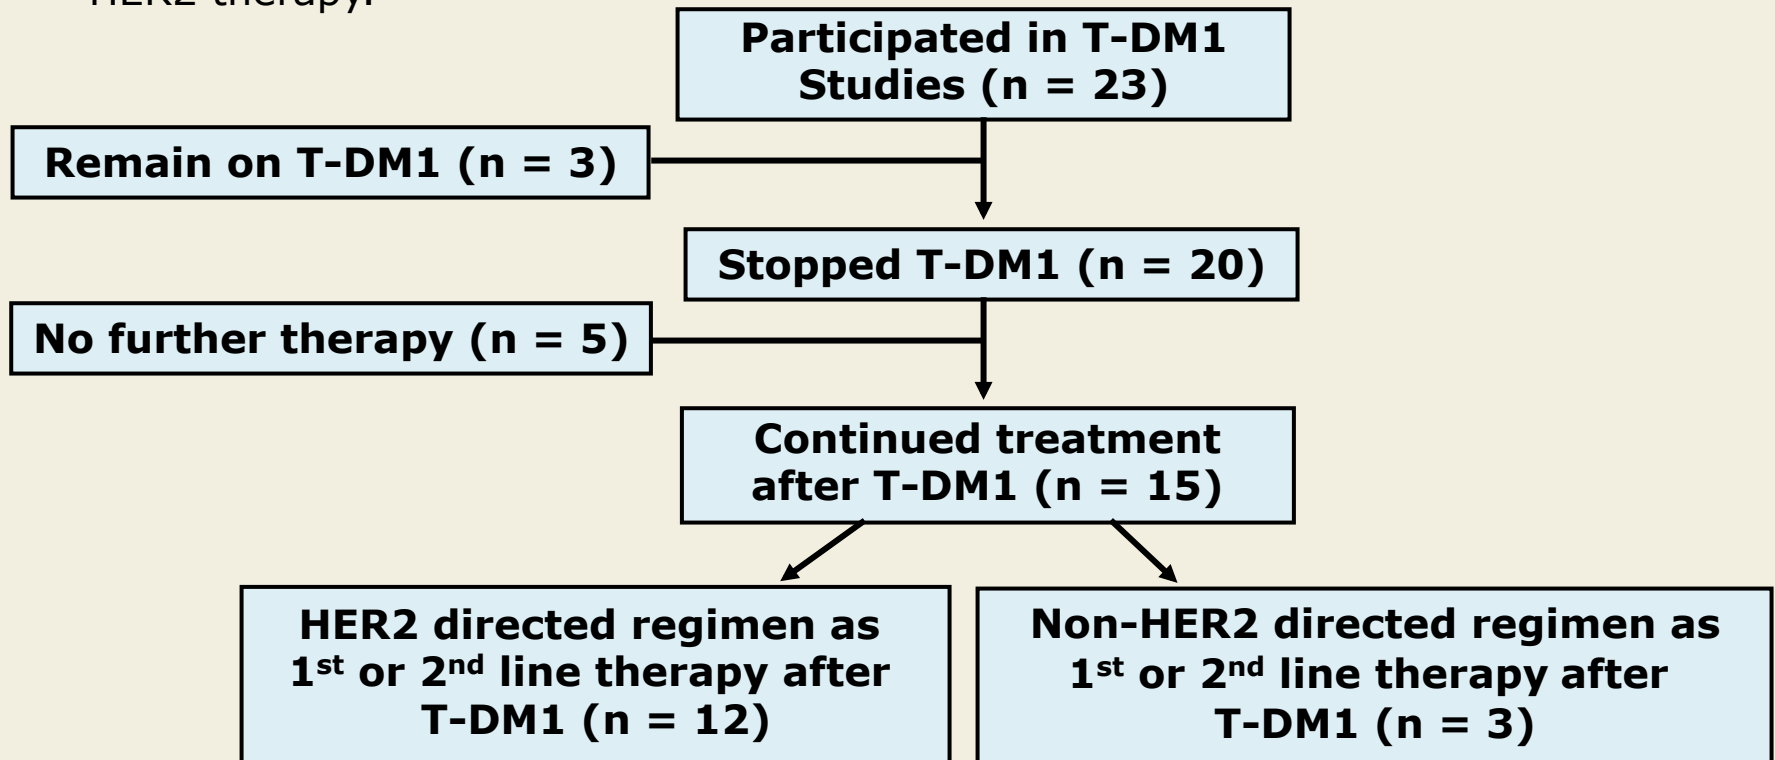 HER2 therapy.
Participated in T-DM1
Studies (n = 23)
Remain on T-DM1 (n = 3)
Stopped T-DM1 (n = 20)
No further therapy (n = 5)
Continued treatment
after T-DM1 (n = 15)
HER2 directed regimen as
1st or 2nd line therapy after
T-DM1 (n = 12)
Non-HER2 directed regimen as
1st or 2nd line therapy after
T-DM1 (n = 3)